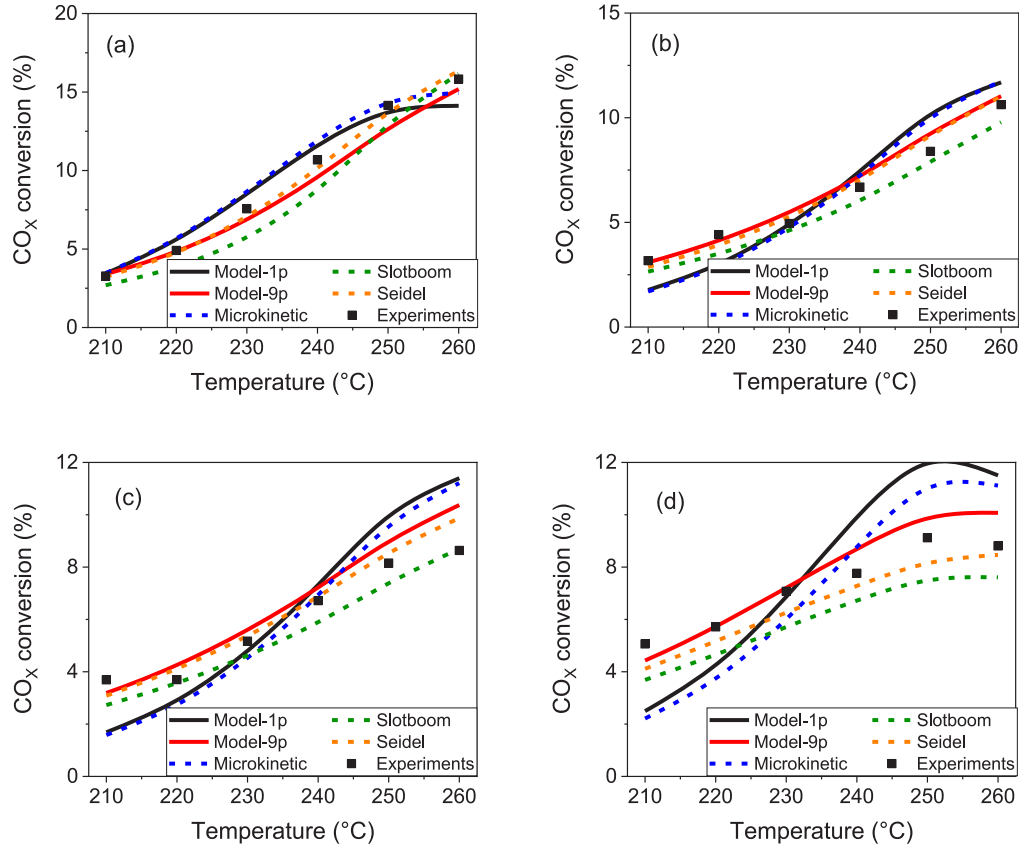 (a)
CO_X conversion (%)
20
15
10
5
0
Model-1p
Model-9p
Microkinetic
Slotboom
Seidel
Experiments
210 220 230 240 250 260
Temperature (°C)
(b)
CO_X conversion (%)
15
10
5
0
Model-1p
Model-9p
Microkinetic
Slotboom
Seidel
Experiments
210 220 230 240 250 260
Temperature (°C)
(c)
CO_X conversion (%)
12
8
4
0
Model-1p
Model-9p
Microkinetic
Slotboom
Seidel
Experiments
210 220 230 240 250 260
Temperature (°C)
(d)
CO_X conversion (%)
12
8
4
0
Model-1p
Model-9p
Microkinetic
Slotboom
Seidel
Experiments
210 220 230 240 250 260
Temperature (°C)